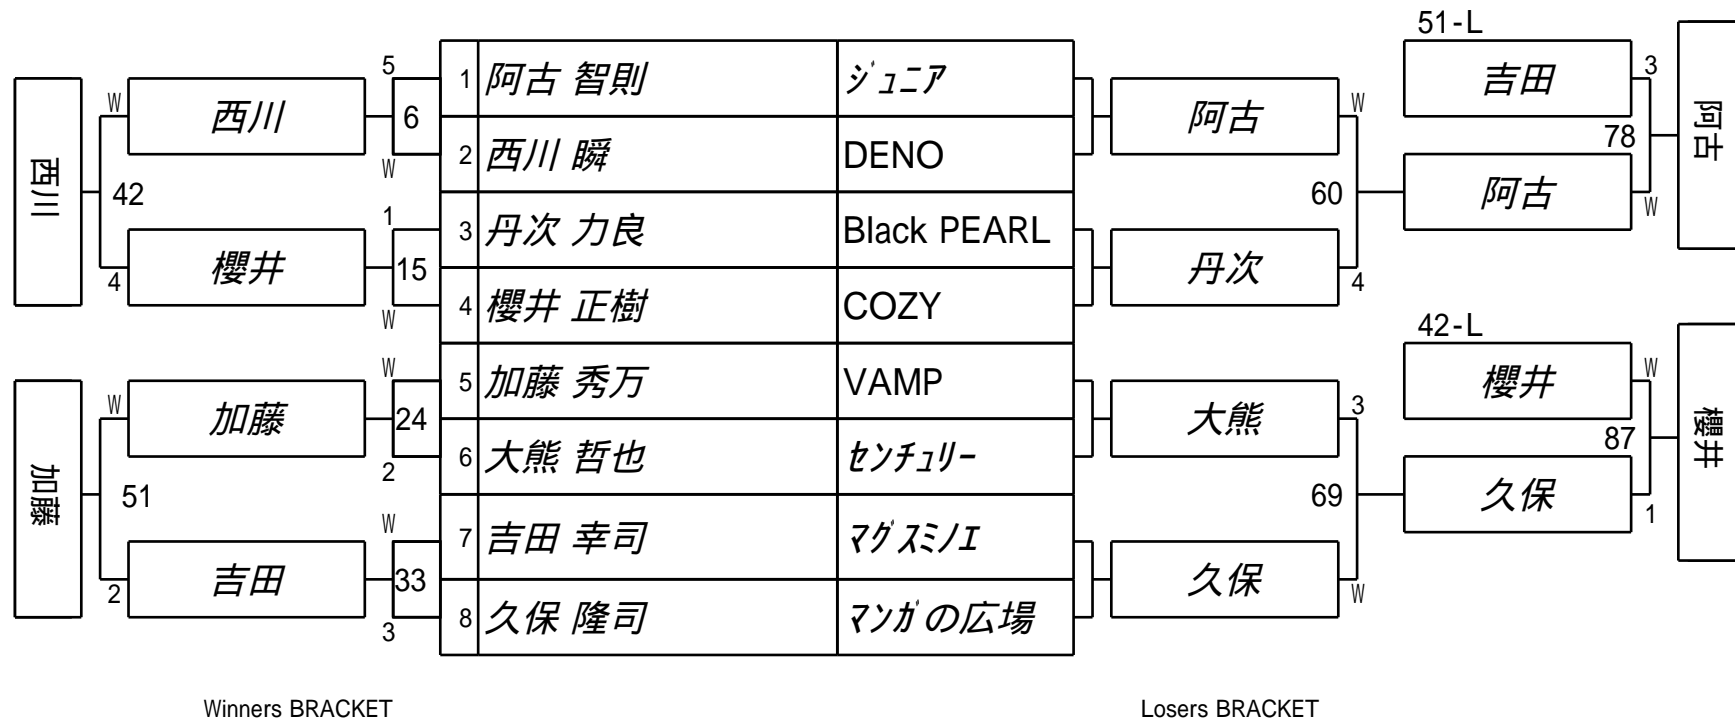 51-L
5 1 阿古 智則 ジュニア 吉田 3
W 西川 6 阿古 W 阿古
W 2 西川 瞬 DENO 78
西川 42 60 阿古 W
1 3 丹次 力良 Black PEARL
4 櫻井 15 丹次 4
W 4 櫻井 正樹 COZY
42-L
W 5 加藤 秀万 VAMP 櫻井 W
W 加藤 24 大熊 3 櫻井
2 6 大熊 哲也 センチュリー 87
加藤 51 69 久保 1
W 7 吉田 幸司 マグスミノエ
2 吉田 33 久保 W
3 8 久保 隆司 マンガの広場
Winners BRACKET Losers BRACKET